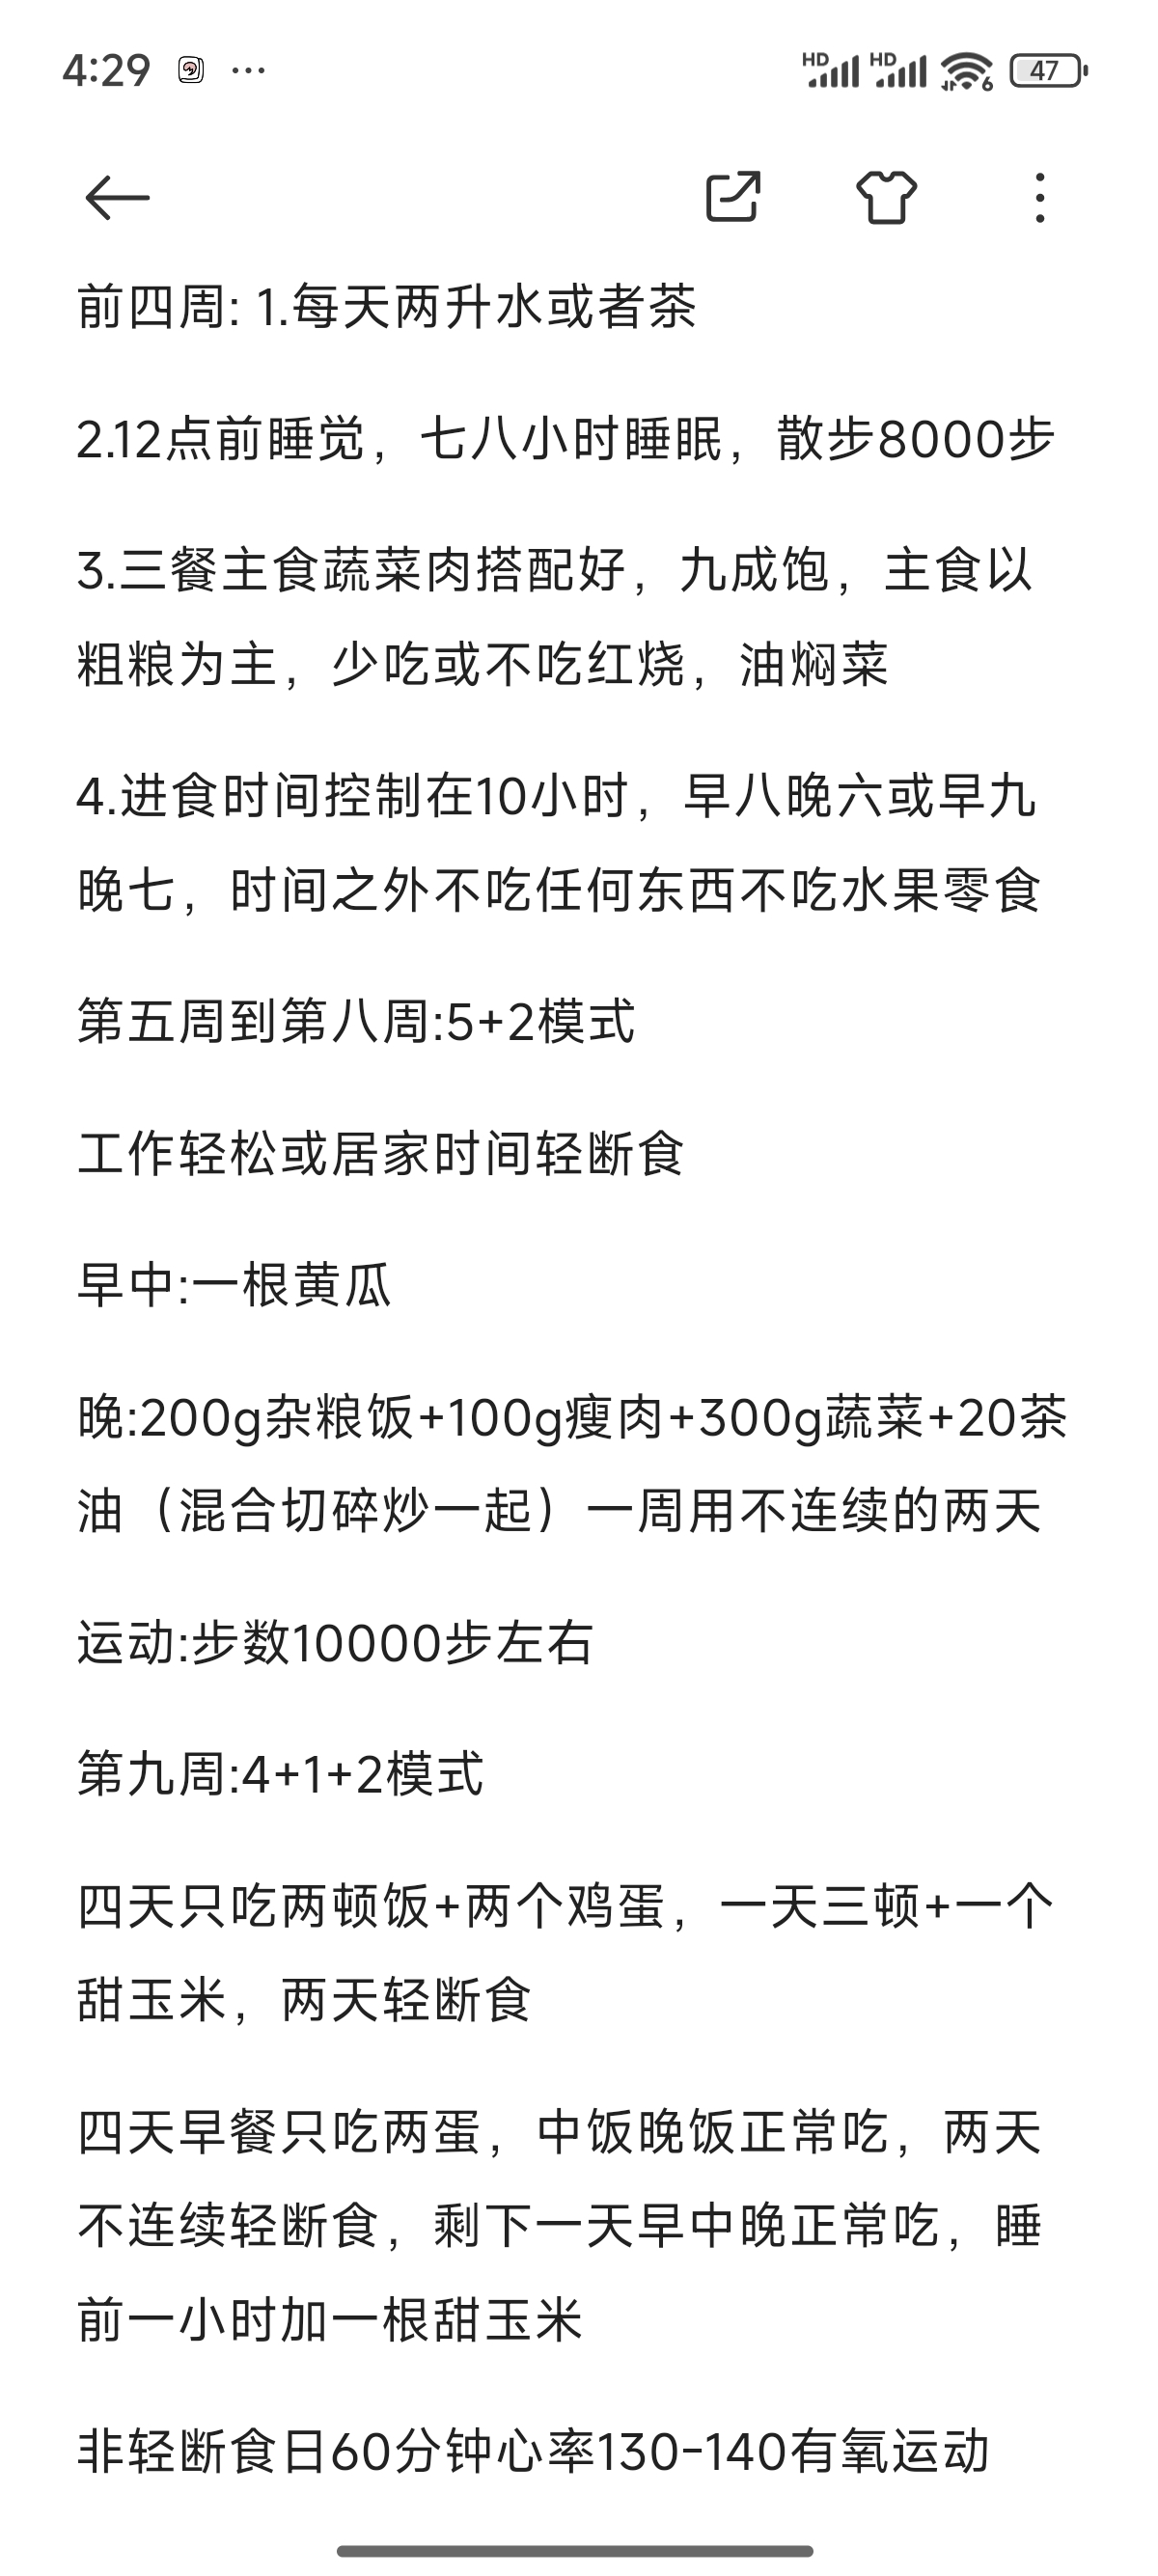 4:29 ...
HD HD 6 47
前四周: 1.每天两升水或者茶
2.12点前睡觉，七八小时睡眠，散步8000步
3.三餐主食蔬菜肉搭配好，九成饱，主食以
粗粮为主，少吃或不吃红烧，油焖菜
4.进食时间控制在10小时，早八晚六或早九
晚七，时间之外不吃任何东西不吃水果零食
第五周到第八周:5+2模式
工作轻松或居家时间轻断食
早中:一根黄瓜
晚:200g杂粮饭+100g瘦肉+300g蔬菜+20茶
油（混合切碎炒一起）一周用不连续的两天
运动:步数10000步左右
第九周:4+1+2模式
四天只吃两顿饭+两个鸡蛋，一天三顿+一个
甜玉米，两天轻断食
四天早餐只吃两蛋，中饭晚饭正常吃，两天
不连续轻断食，剩下一天早中晚正常吃，睡
前一小时加一根甜玉米
非轻断食日60分钟心率130-140有氧运动